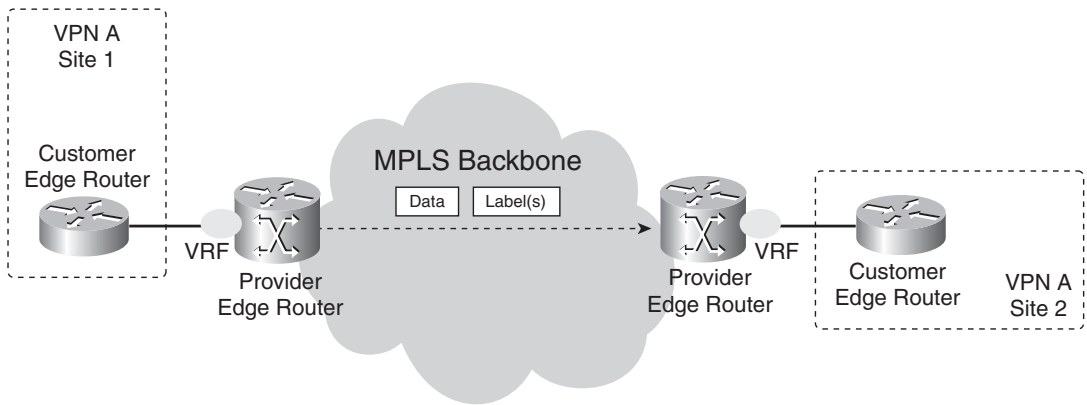 VPN A
Site 1
Customer
Edge Router
VRF
Provider
Edge Router
MPLS Backbone
Data
Label(s)
Provider
Edge Router
VRF
Customer
Edge Router
VPN A
Site 2